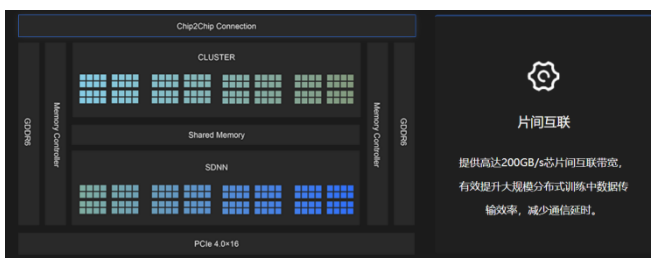 Chip2Chip Connection
CLUSTER
GDDR6
Memory Controller
Memory Controller
GDDR6
Shared Memory
SDNN
PCIe 4.0×16
片间互联
提供高达200GB/s芯片间互联带宽，
有效提升大规模分布式训练中数据传
输效率，减少通信延时。